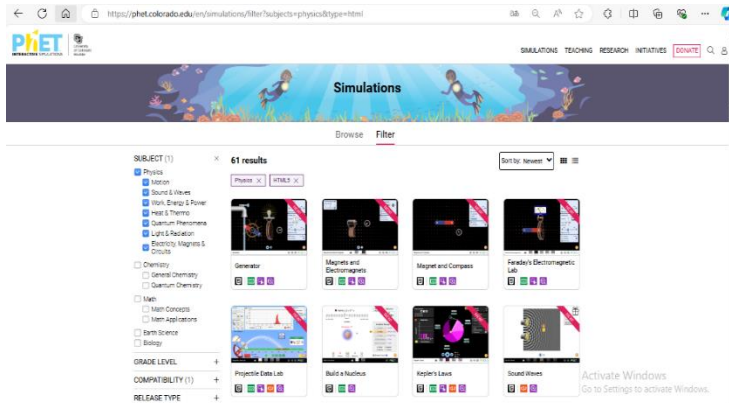 https://phet.colorado.edu/en/simulations/filter?subjects=physics&type=html
PhET
INTERACTIVE SIMULATIONS
SIMULATIONS TEACHING RESEARCH INITIATIVES DONATE
Simulations
Browse Filter
SUBJECT (1) ×
Physics
Motion
Sound & Waves
Work, Energy & Power
Heat & Thermo
Quantum Phenomena
Light & Radiation
Electricity, Magnets & Circuits
Chemistry
General Chemistry
Quantum Chemistry
Math
Math Concepts
Math Applications
Earth Science
Biology
GRADE LEVEL +
COMPATIBILITY (1) +
RELEASE TYPE +
61 results
Sort by: Newest
Physics × HTML5 ×
Generator
Magnets and Electromagnets
Magnet and Compass
Faraday's Electromagnetic Lab
Projectile Data Lab
Build a Nucleus
Kepler's Laws
Sound Waves
Activate Windows
Go to Settings to activate Windows.